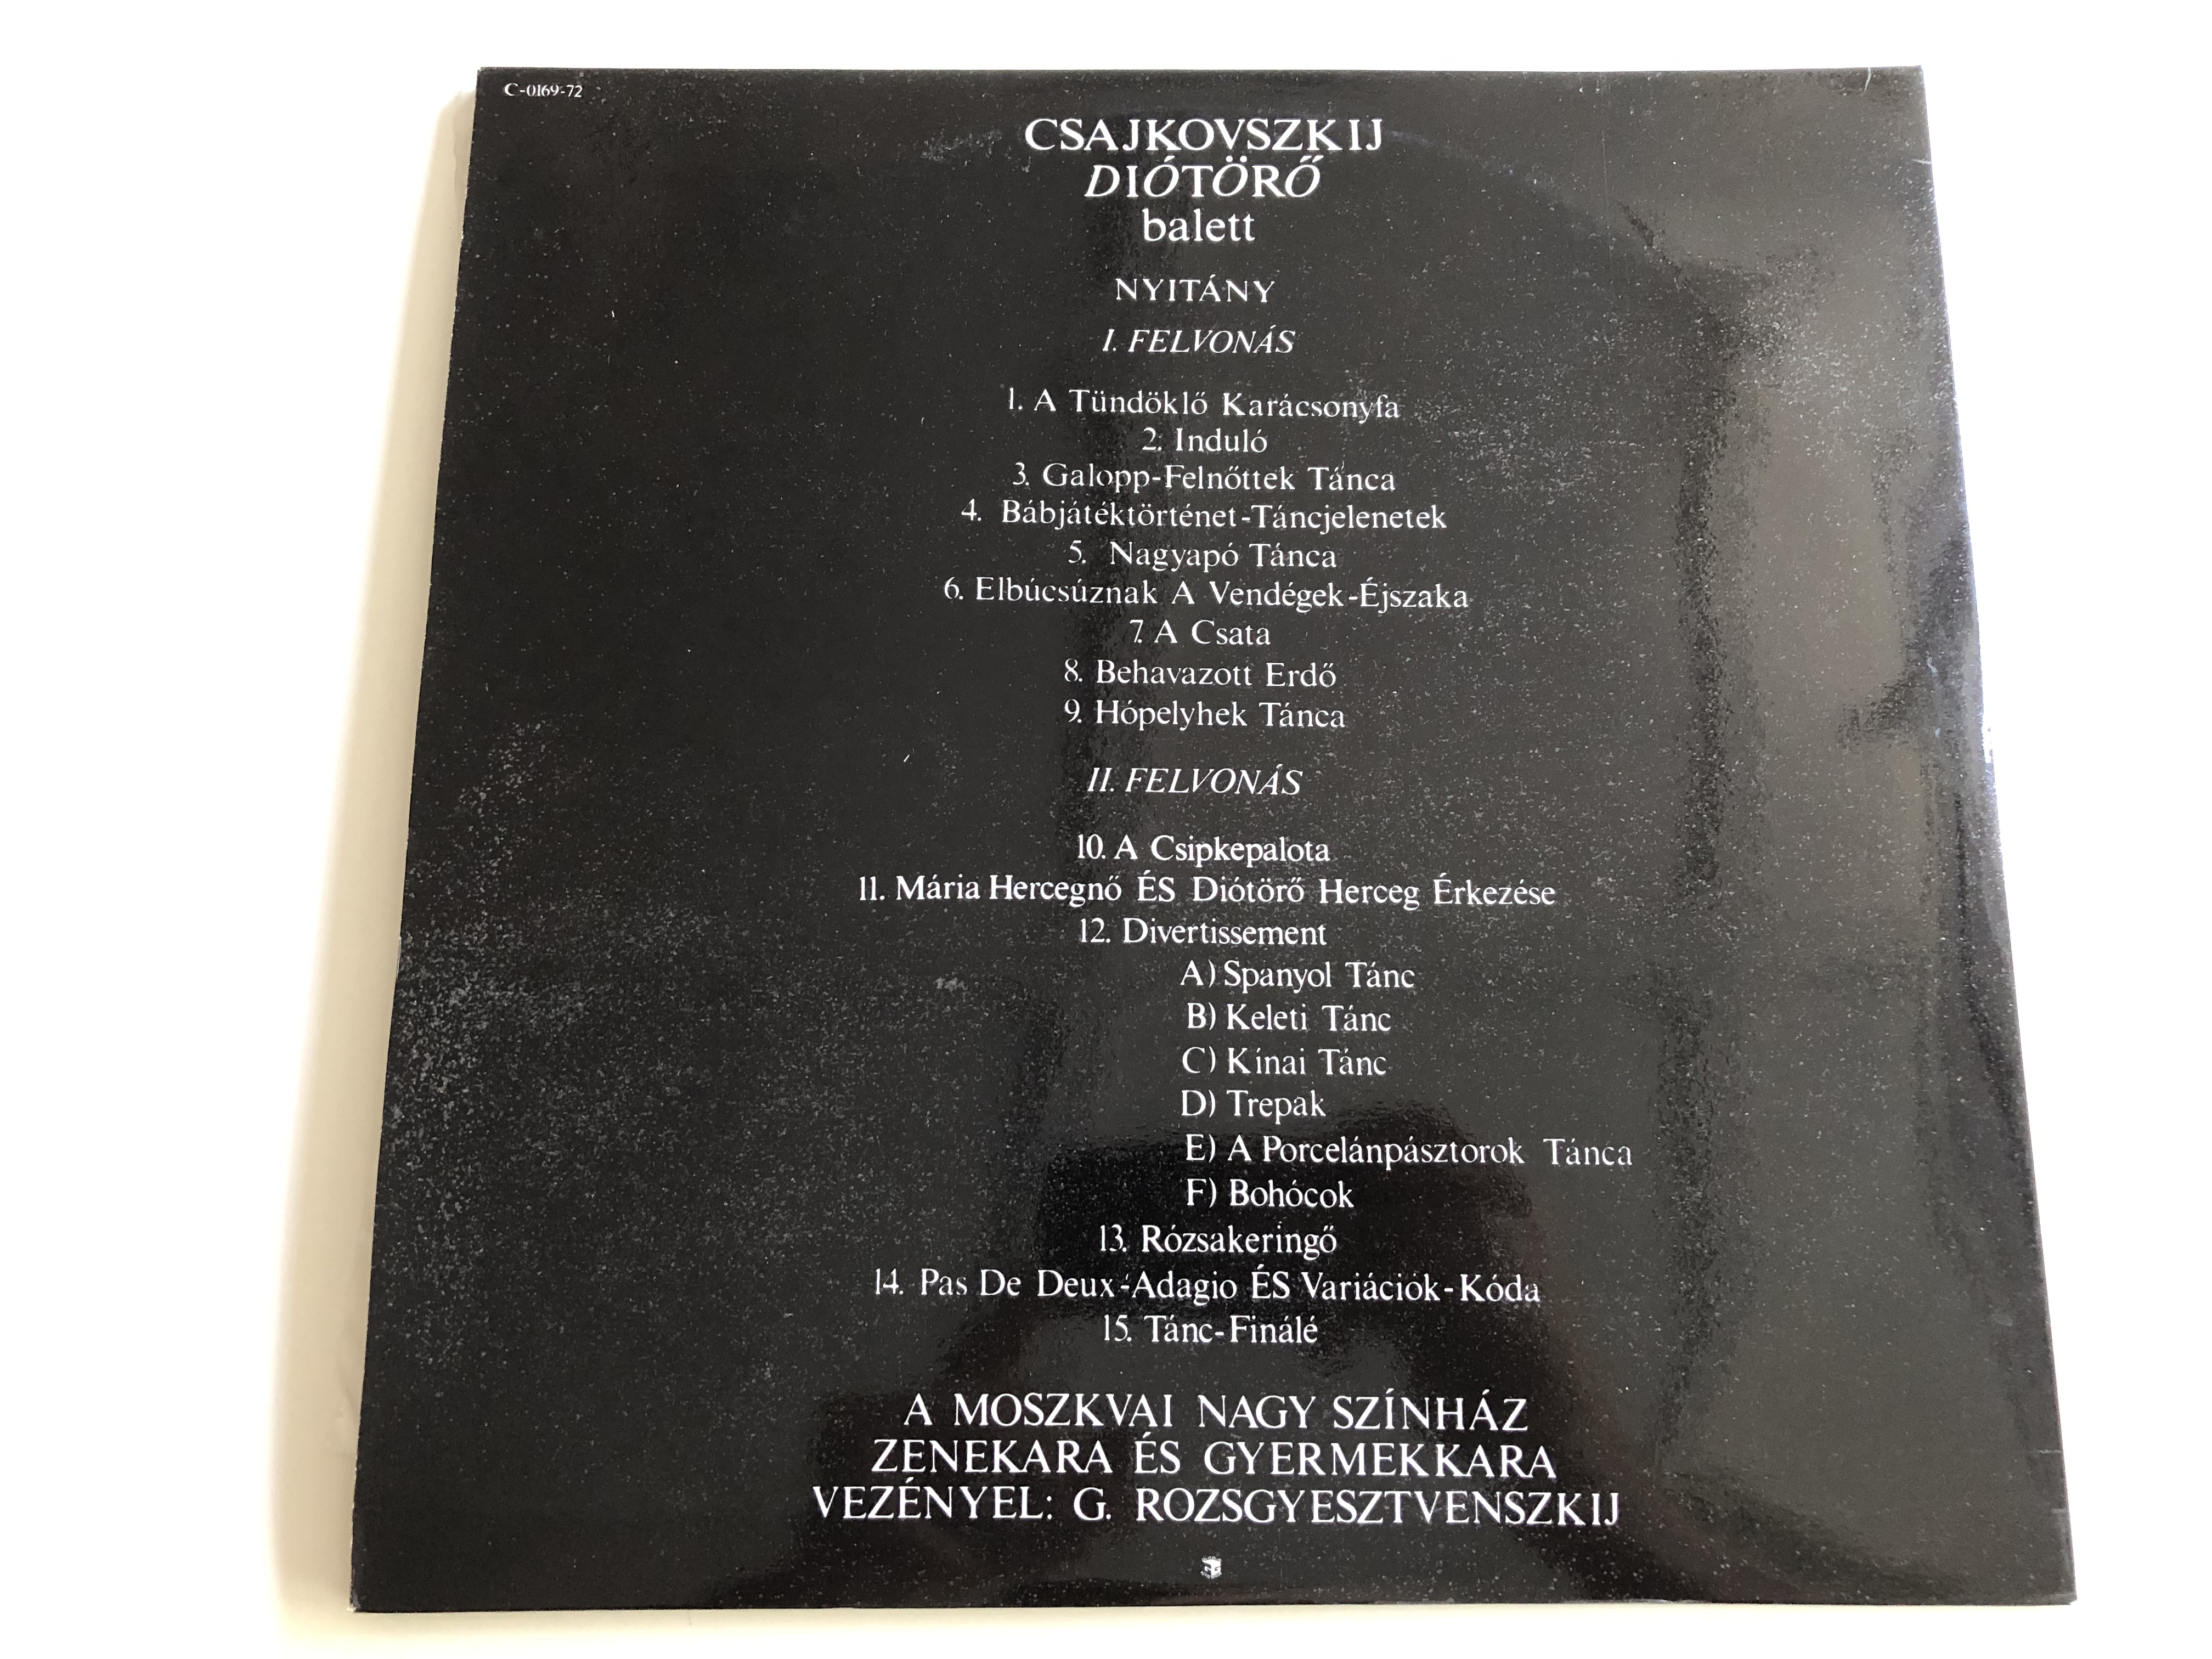 C-0169-72
CSAJKOVSZKIJ
DIÓTÖRŐ
balett
NYITÁNY
I. FELVONÁS
1. A Tündöklő Karácsonyfa
2. Induló
3. Galopp-Felnőttek Tánca
4. Bábjátéktörténet-Táncjelenetek
5. Nagyapó Tánca
6. Elbúcsúznak A Vendégek-Éjszaka
7. A Csata
8. Behavazott Erdő
9. Hópelyhek Tánca
II. FELVONÁS
10. A Csipkepalota
11. Mária Hercegnő ÉS Diótörő Herceg Érkezése
12. Divertissement
A) Spanyol Tánc
B) Keleti Tánc
C) Kínai Tánc
D) Trepak
E) A Porcelánpásztorok Tánca
F) Bohócok
13. Rózsakeringő
14. Pas De Deux-Adagio ÉS Variációk-Kóda
15. Tánc-Finálé
A MOSZKVAI NAGY SZÍNHÁZ
ZENEKARA ÉS GYERMEKKARA
VEZÉNYEL: G. ROZSGYESZTVENSZKIJ